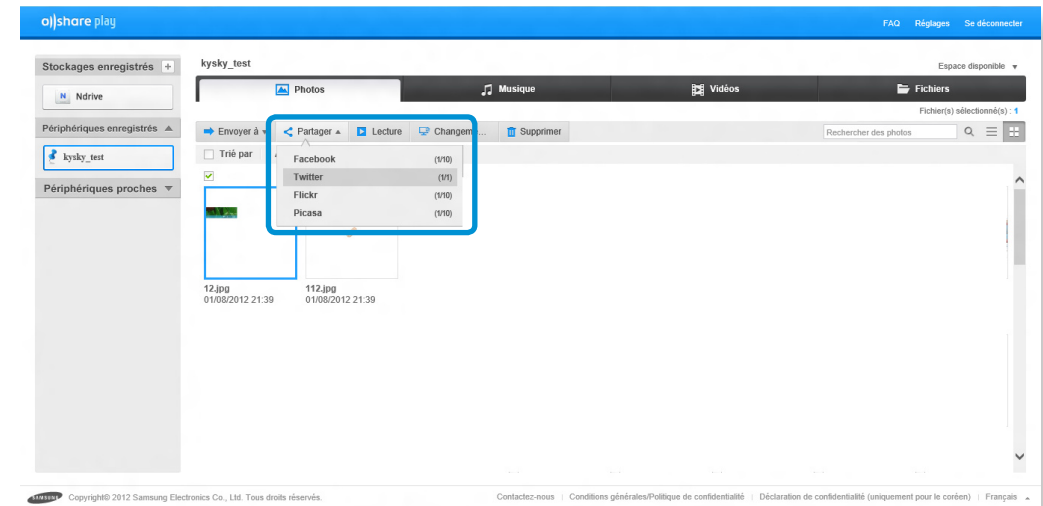 allshare play
FAQ Réglages Se déconnecter
Stockages enregistrés +
N Ndrive
Périphériques enregistrés
kysky_test
Périphériques proches
kysky_test
Espace disponible
Photos Musique Vidéos Fichiers
Fichier(s) sélectionné(s) : 1
Envoyer à Partager Lecture Changeme... Supprimer
Rechercher des photos
Trié par
Facebook (1/10)
Twitter (1/1)
Flickr (1/10)
Picasa (1/10)
12.jpg 112.jpg
01/08/2012 21:39 01/08/2012 21:39
SAMSUNG Copyright© 2012 Samsung Electronics Co., Ltd. Tous droits réservés.
Contactez-nous | Conditions générales/Politique de confidentialité | Déclaration de confidentialité (uniquement pour le coréen) | Français